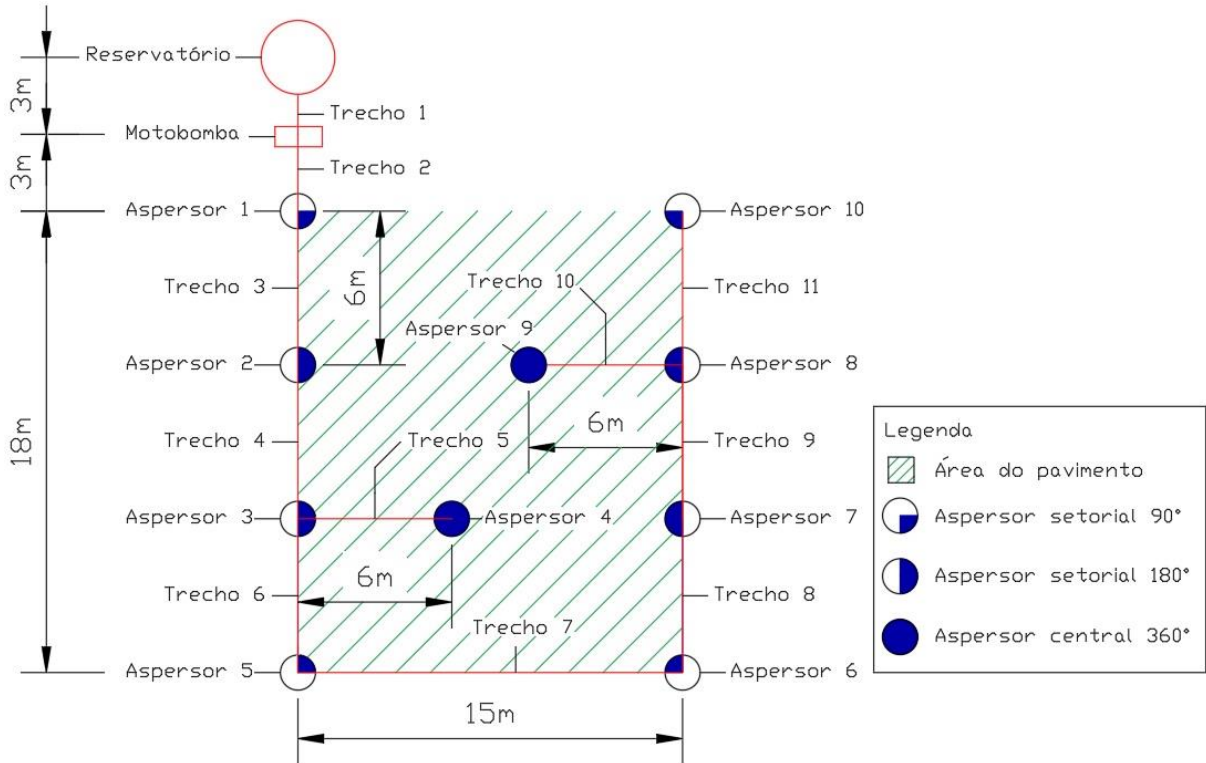 Reservatório
3m
Trecho 1
Motobomba
3m
Trecho 2
Aspersor 1
Aspersor 10
Trecho 3
6m
Trecho 10
Trecho 11
Aspersor 9
Aspersor 2
Aspersor 8
18m
Trecho 4
Trecho 5
6m
Trecho 9
Aspersor 3
Aspersor 4
Aspersor 7
6m
Trecho 6
Trecho 7
Trecho 8
Aspersor 5
Aspersor 6
15m
Legenda
Área do pavimento
Aspersor setorial 90°
Aspersor setorial 180°
Aspersor central 360°